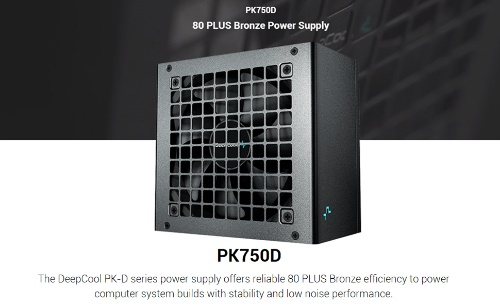 PK750D
80 PLUS Bronze Power Supply
DEEPCOOL
PK750D
The DeepCool PK-D series power supply offers reliable 80 PLUS Bronze efficiency to power
computer system builds with stability and low noise performance.